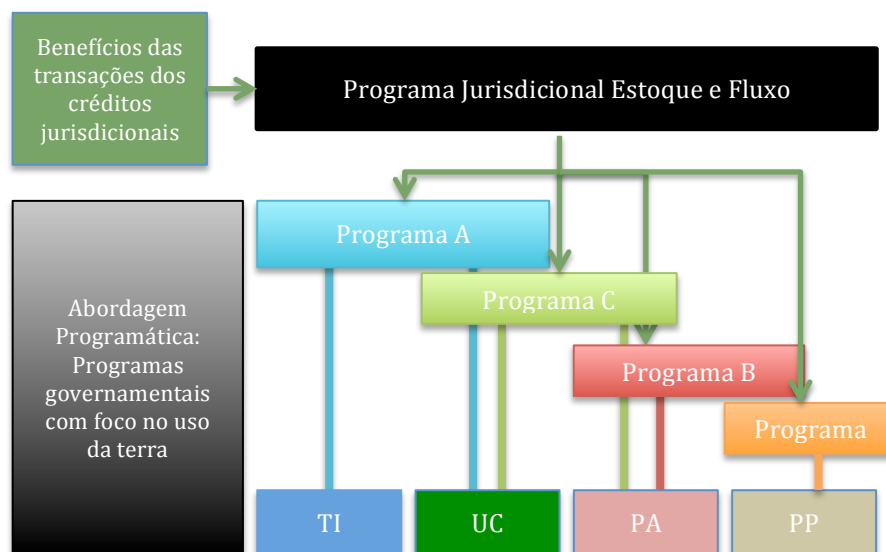 Benefícios das
transações dos
créditos
jurisdicionais
Programa Jurisdicional Estoque e Fluxo
Programa A
Programa C
Programa B
Programa
Abordagem
Programática:
Programas
governamentais
com foco no uso
da terra
TI
UC
PA
PP